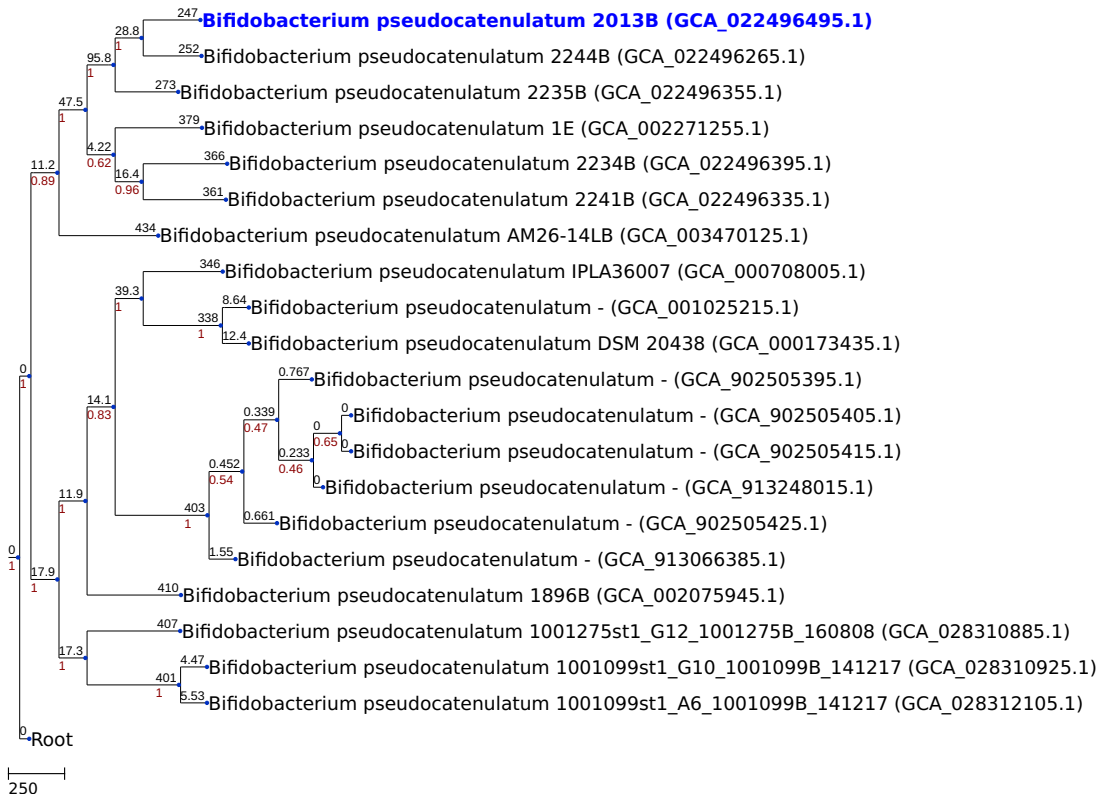 247 Bifidobacterium pseudocatenulatum 2013B (GCA_022496495.1)
28.8
1
252 Bifidobacterium pseudocatenulatum 2244B (GCA_022496265.1)
95.8
1
273 Bifidobacterium pseudocatenulatum 2235B (GCA_022496355.1)
47.5
1
379 Bifidobacterium pseudocatenulatum 1E (GCA_002271255.1)
4.22
0.62
366 Bifidobacterium pseudocatenulatum 2234B (GCA_022496395.1)
11.2
0.89
16.4
0.96
361 Bifidobacterium pseudocatenulatum 2241B (GCA_022496335.1)
434 Bifidobacterium pseudocatenulatum AM26-14LB (GCA_003470125.1)
346 Bifidobacterium pseudocatenulatum IPLA36007 (GCA_000708005.1)
39.3
1
8.64 Bifidobacterium pseudocatenulatum - (GCA_001025215.1)
338
1
12.4 Bifidobacterium pseudocatenulatum DSM 20438 (GCA_000173435.1)
0
1
0.767 Bifidobacterium pseudocatenulatum - (GCA_902505395.1)
14.1
0.83
0.339
0.47
0 Bifidobacterium pseudocatenulatum - (GCA_902505405.1)
0
0.65
0 Bifidobacterium pseudocatenulatum - (GCA_902505415.1)
0.233
0.46
0.452
0.54
0 Bifidobacterium pseudocatenulatum - (GCA_913248015.1)
11.9
1
403
1
0.661 Bifidobacterium pseudocatenulatum - (GCA_902505425.1)
0
1
1.55 Bifidobacterium pseudocatenulatum - (GCA_913066385.1)
17.9
1
410 Bifidobacterium pseudocatenulatum 1896B (GCA_002075945.1)
407 Bifidobacterium pseudocatenulatum 1001275st1_G12_1001275B_160808 (GCA_028310885.1)
17.3
1
4.47 Bifidobacterium pseudocatenulatum 1001099st1_G10_1001099B_141217 (GCA_028310925.1)
401
1
5.53 Bifidobacterium pseudocatenulatum 1001099st1_A6_1001099B_141217 (GCA_028312105.1)
0 Root
250